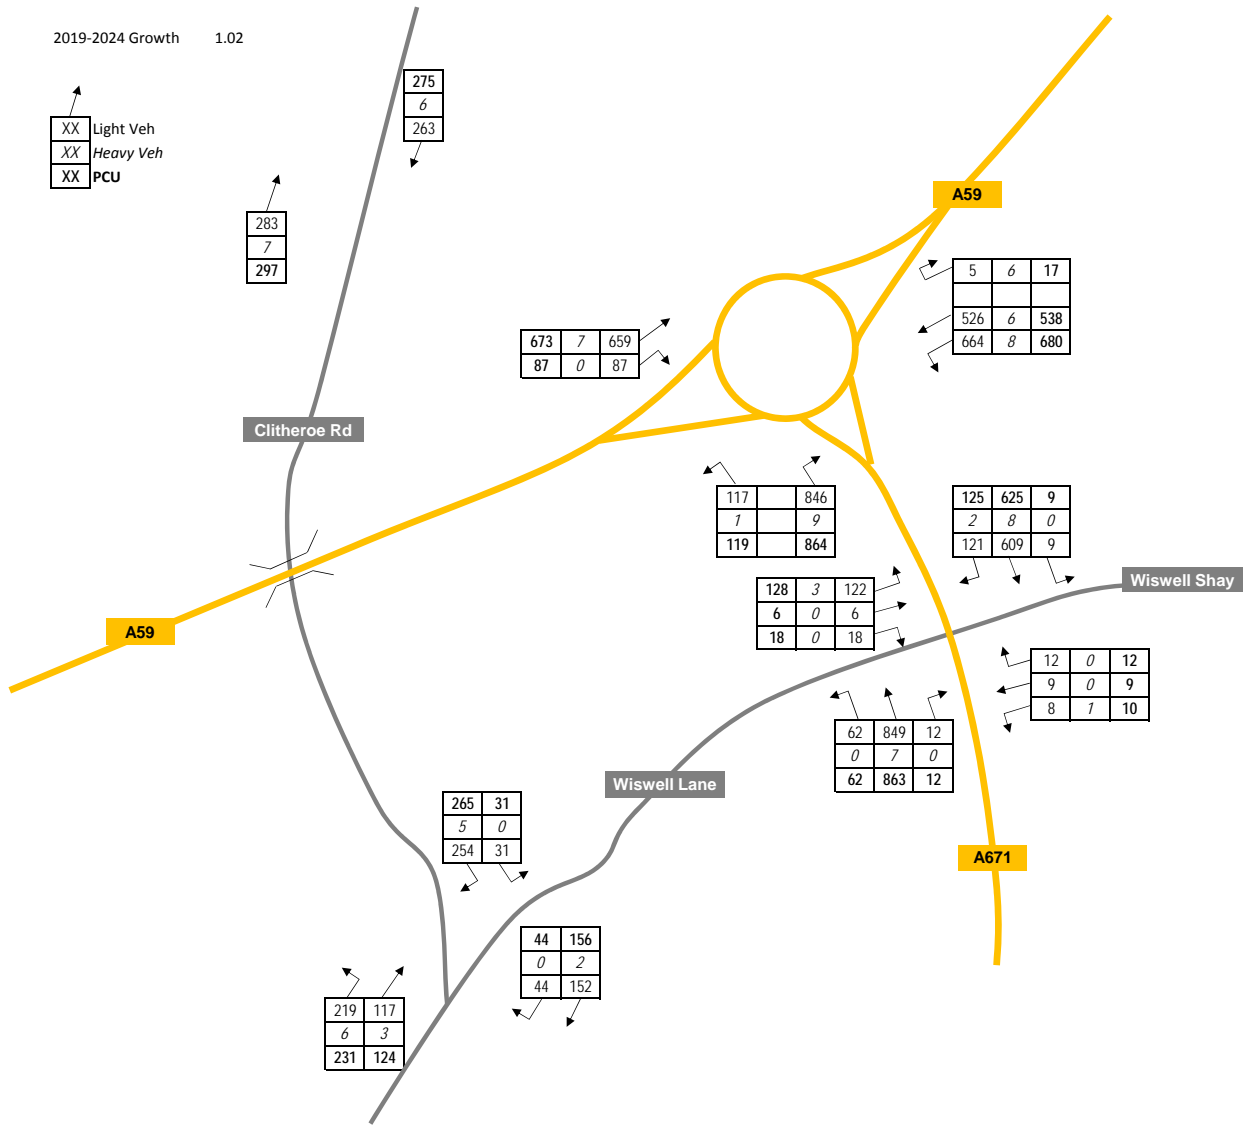 2019-2024 Growth 1.02
XX Light Veh
XX Heavy Veh
XX PCU
275
6
263
283
7
297
A59
5 6 17
526 6 538
664 8 680
673 7 659
87 0 87
Clitheroe Rd
117 846
1 9
119 864
125 625 9
2 8 0
121 609 9
Wiswell Shay
128 3 122
6 0 6
18 0 18
A59
12 0 12
9 0 9
8 1 10
62 849 12
0 7 0
62 863 12
Wiswell Lane
265 31
5 0
254 31
A671
44 156
0 2
44 152
219 117
6 3
231 124